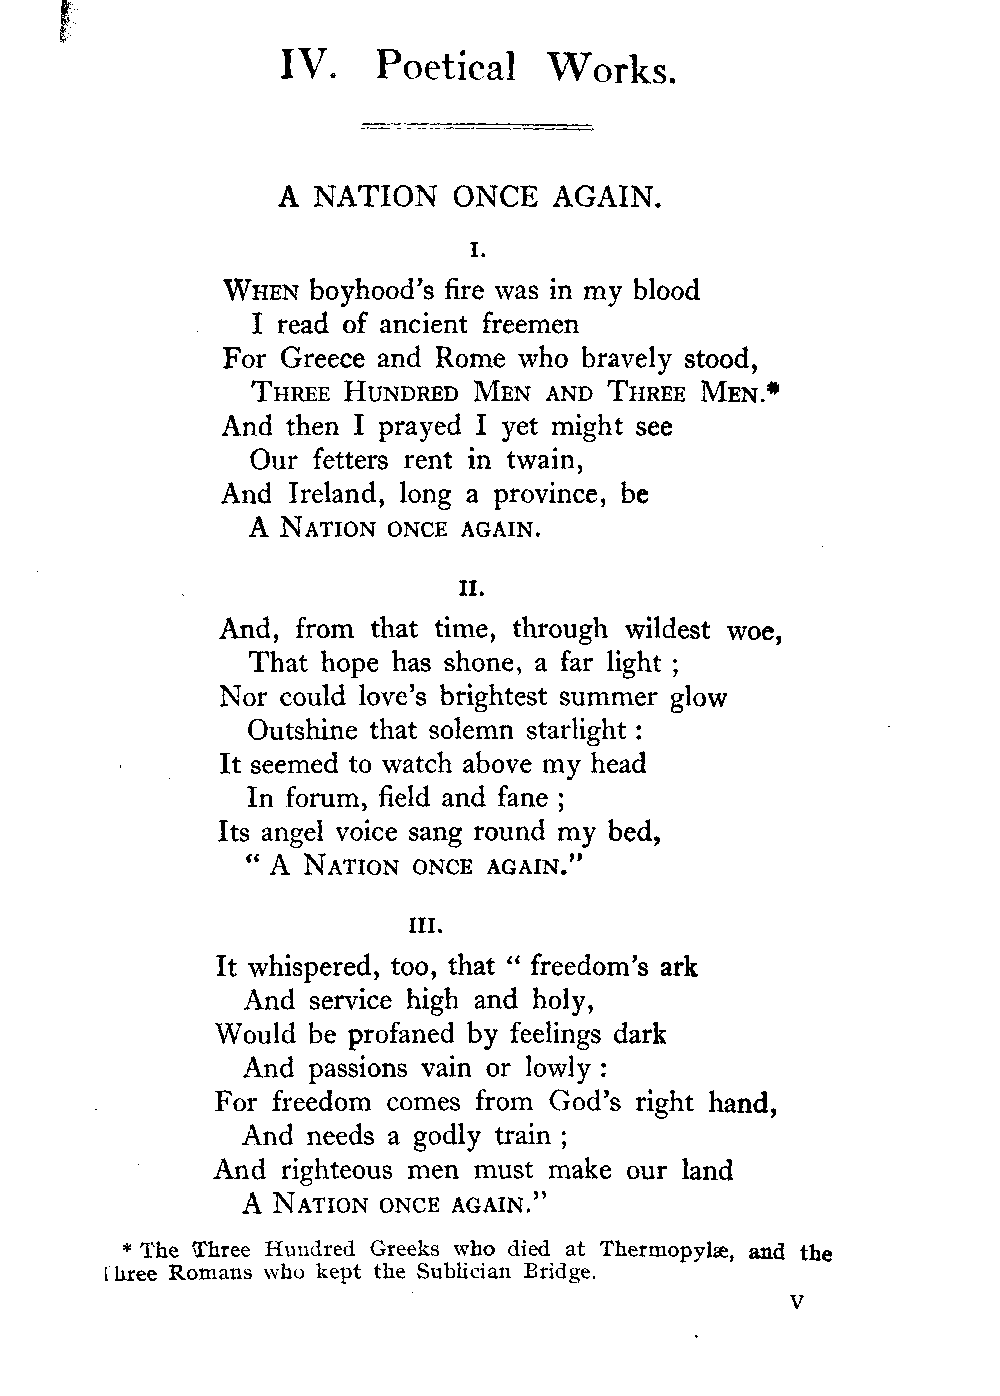 IV. Poetical Works.
A NATION ONCE AGAIN.
I.
WHEN boyhood's fire was in my blood
I read of ancient freemen
For Greece and Rome who bravely stood,
THREE HUNDRED MEN AND THREE MEN.*
And then I prayed I yet might see
Our fetters rent in twain,
And Ireland, long a province, be
A NATION ONCE AGAIN.
II.
And, from that time, through wildest woe,
That hope has shone, a far light ;
Nor could love's brightest summer glow
Outshine that solemn starlight :
It seemed to watch above my head
In forum, field and fane ;
Its angel voice sang round my bed,
“ A NATION ONCE AGAIN.”
III.
It whispered, too, that “ freedom's ark
And service high and holy,
Would be profaned by feelings dark
And passions vain or lowly :
For freedom comes from God's right hand,
And needs a godly train ;
And righteous men must make our land
A NATION ONCE AGAIN.”
* The Three Hundred Greeks who died at Thermopylæ, and the
Three Romans who kept the Sublician Bridge.
V